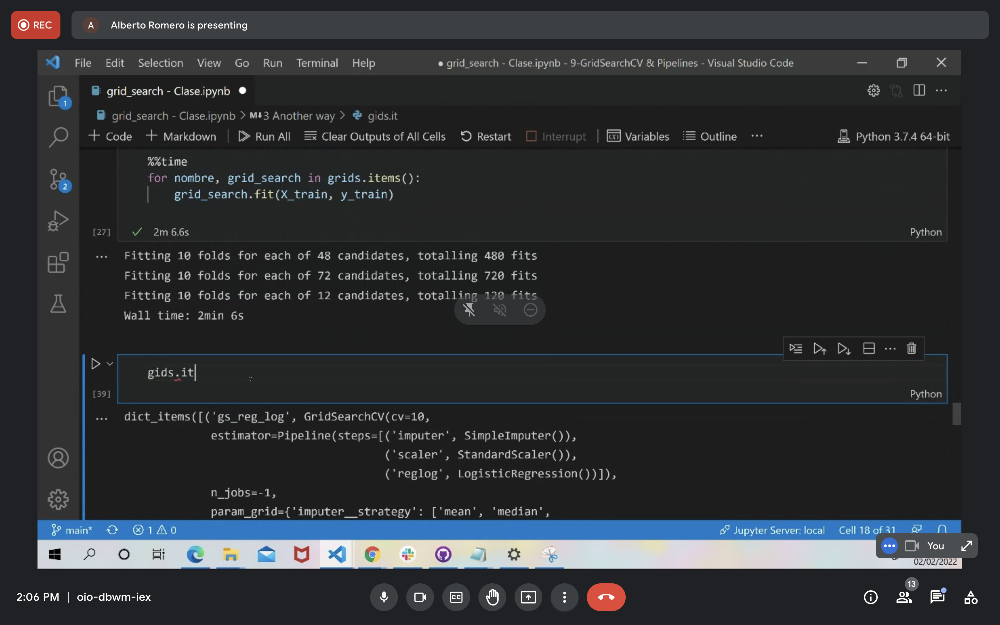 REC
A
Alberto Romero is presenting
File Edit Selection View Go Run Terminal Help
● grid_search - Clase.ipynb - 9-GridSearchCV & Pipelines - Visual Studio Code
grid_search - Clase.ipynb
1
grid_search - Clase.ipynb > M↓3 Another way > gids.it
+ Code + Markdown Run All Clear Outputs of All Cells Restart Interrupt Variables Outline ... Python 3.7.4 64-bit
%%time
for nombre, grid_search in grids.items():
grid_search.fit(X_train, y_train)
2
[27] ✓ 2m 6.6s Python
... Fitting 10 folds for each of 48 candidates, totalling 480 fits
Fitting 10 folds for each of 72 candidates, totalling 720 fits
Fitting 10 folds for each of 12 candidates, totalling 120 fits
Wall time: 2min 6s
gids.it
[39] Python
... dict_items([('gs_reg_log', GridSearchCV(cv=10,
estimator=Pipeline(steps=[('imputer', SimpleImputer()),
('scaler', StandardScaler()),
('reglog', LogisticRegression())]),
n_jobs=-1,
param_grid={'imputer__strategy': ['mean', 'median',
main* 1 0 Jupyter Server: local Cell 18 of 31
You
02/02/2022
2:06 PM | oio-dbwm-iex
CC
13